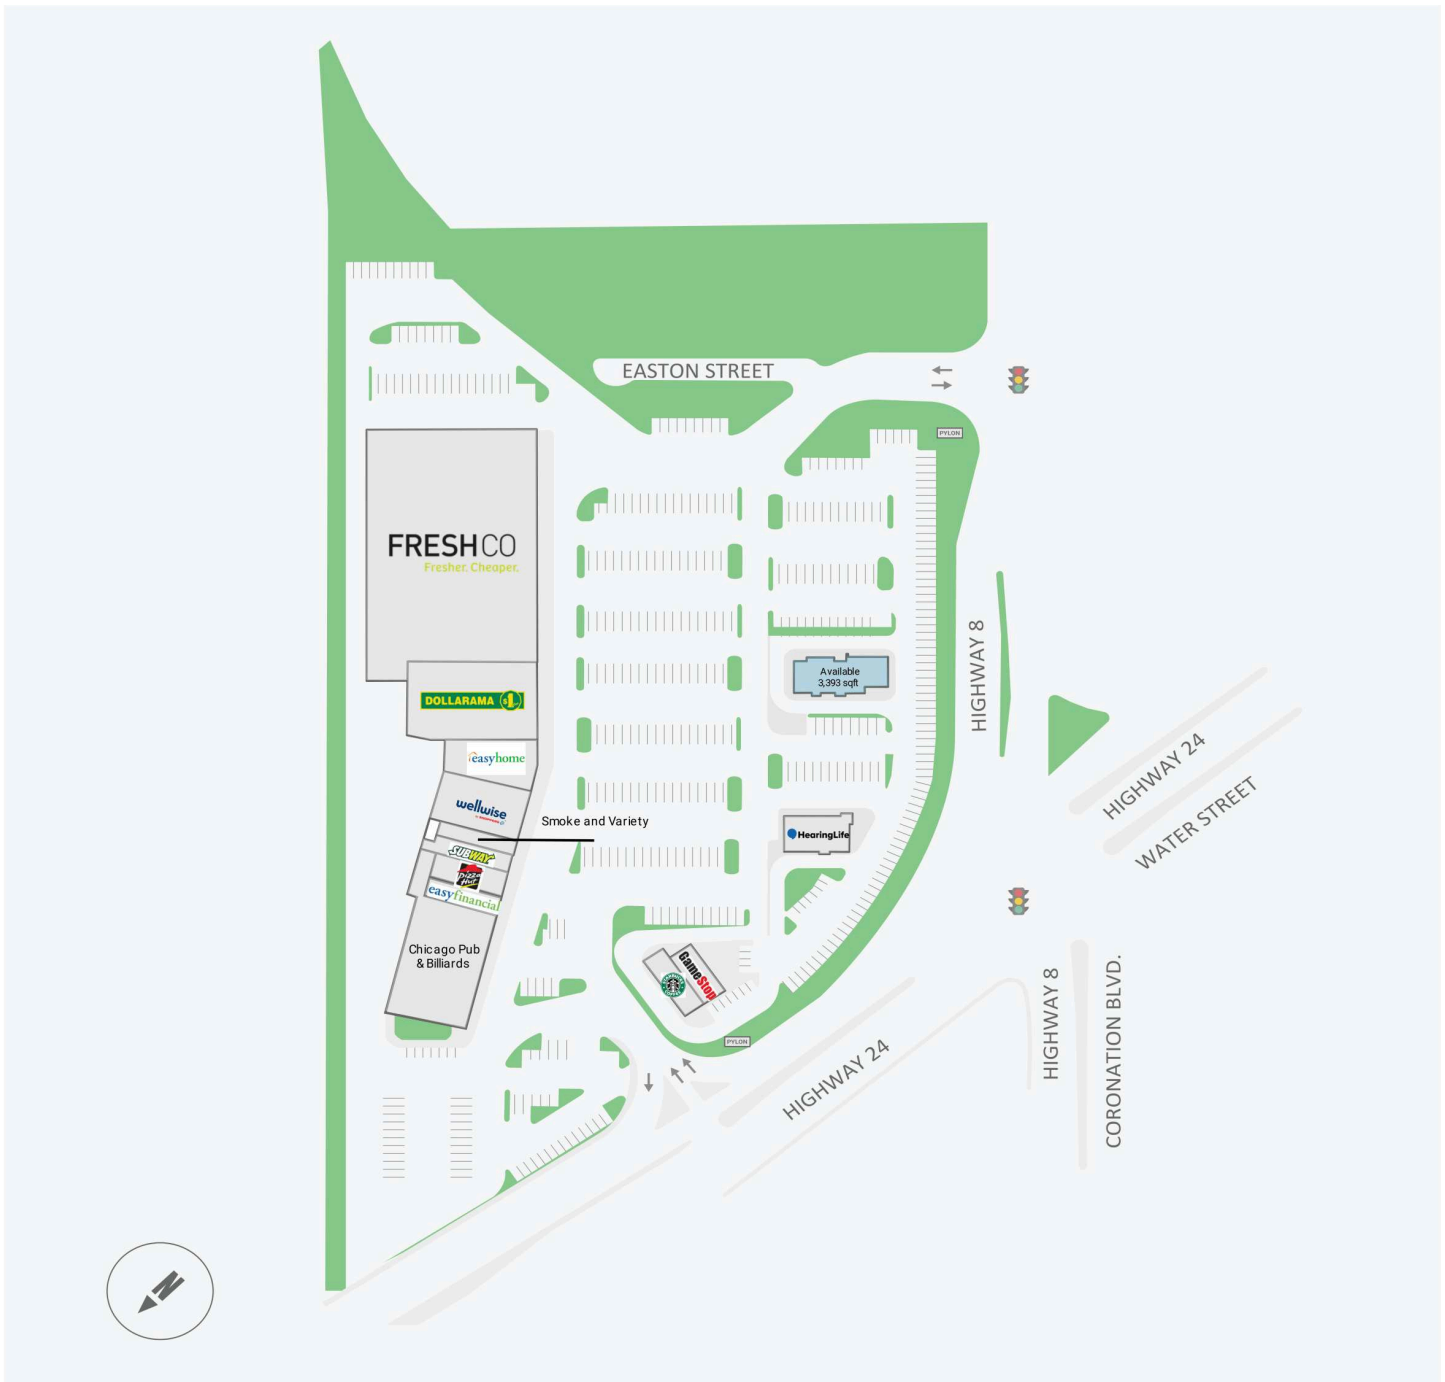 EASTON STREET
PYLON
FRESHCO
Fresher. Cheaper.
HIGHWAY 8
Available
3,393 sqft
DOLLARAMA $1
easyhome
HIGHWAY 24
WATER STREET
wellwise
Smoke and Variety
HearingLife
SUBWAY
Pizza
Hut
easyfinancial
Chicago Pub
& Billiards
GameStop
PYLON
HIGHWAY 24
HIGHWAY 8
CORONATION BLVD.
N